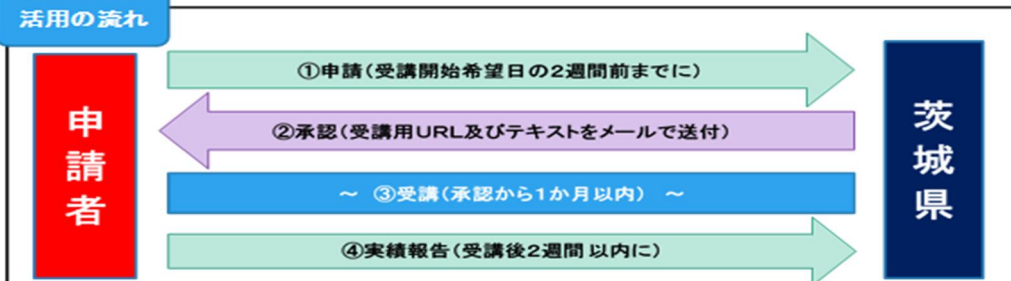 活用の流れ
申請者
①申請(受講開始希望日の2週間前までに)
②承認(受講用URL及びテキストをメールで送付)
～ ③受講(承認から1か月以内) ～
④実績報告(受講後2週間以内に)
茨城県